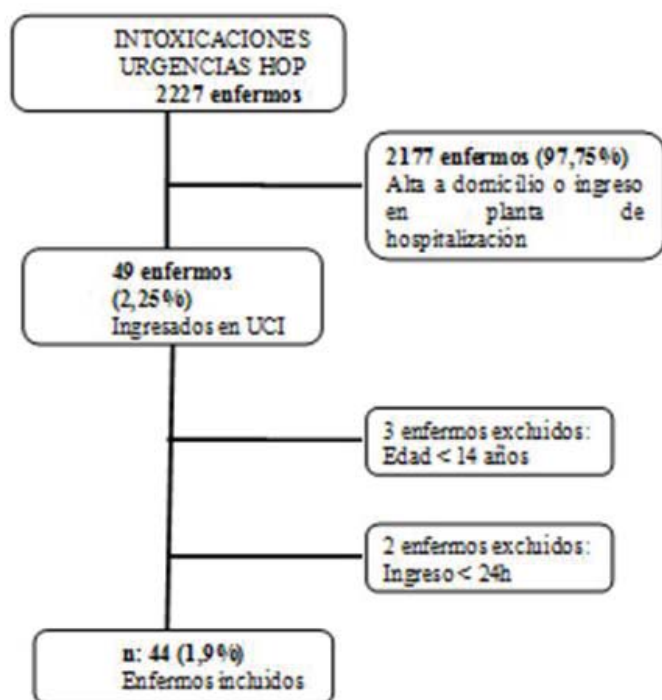 INTOXICACIONES
URGENCIAS HOP
2227 enfermos
2177 enfermos (97,75%)
Alta a domicilio o ingreso
en planta de
hospitalización
49 enfermos
(2,25%)
Ingresados en UCI
3 enfermos excluidos:
Edad < 14 años
2 enfermos excluidos:
Ingreso < 24h
n: 44 (1,9%)
Enfermos incluidos